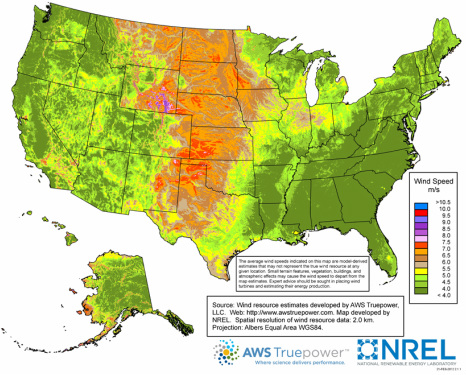 Wind Speed
m/s
>10.5
10.5
10.0
9.5
9.0
8.5
8.0
7.5
7.0
6.5
6.0
5.5
5.0
4.5
4.0
< 4.0
The average wind speeds indicated on this map are model-derived
estimates that may not represent the true wind resource at any
given location. Small terrain features, vegetation, buildings, and
atmospheric effects may cause the wind speed to depart from the
map estimates. Expert advice should be sought in placing wind
turbines and estimating their energy production.
Source: Wind resource estimates developed by AWS Truepower,
LLC. Web: http://www.awstruepower.com. Map developed by
NREL. Spatial resolution of wind resource data: 2.0 km.
Projection: Albers Equal Area WGS84.
AWS Truepower
Where science delivers performance.
NREL
NATIONAL RENEWABLE ENERGY LABORATORY